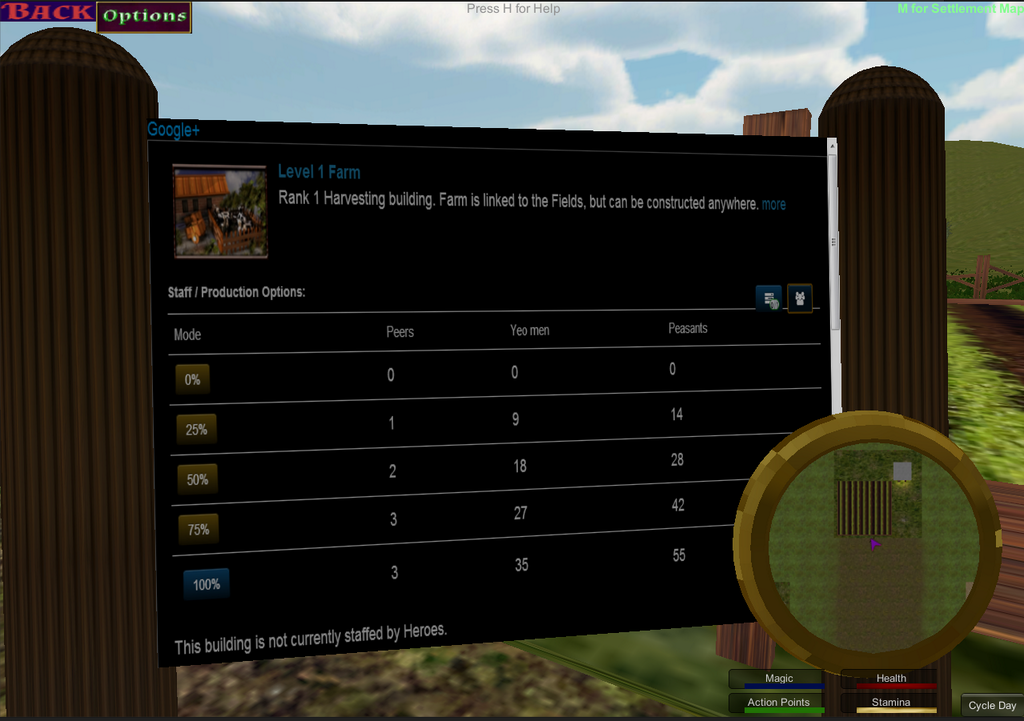 BACK
Options
Press H for Help
M for Settlement Map
Google+
Level 1 Farm
Rank 1 Harvesting building. Farm is linked to the Fields, but can be constructed anywhere. more
Staff / Production Options:
Mode Peers Yeo men Peasants
0% 0 0 0
25% 1 9 14
50% 2 18 28
75% 3 27 42
100% 3 35 55
This building is not currently staffed by Heroes.
Magic Health
Action Points Stamina
Cycle Day